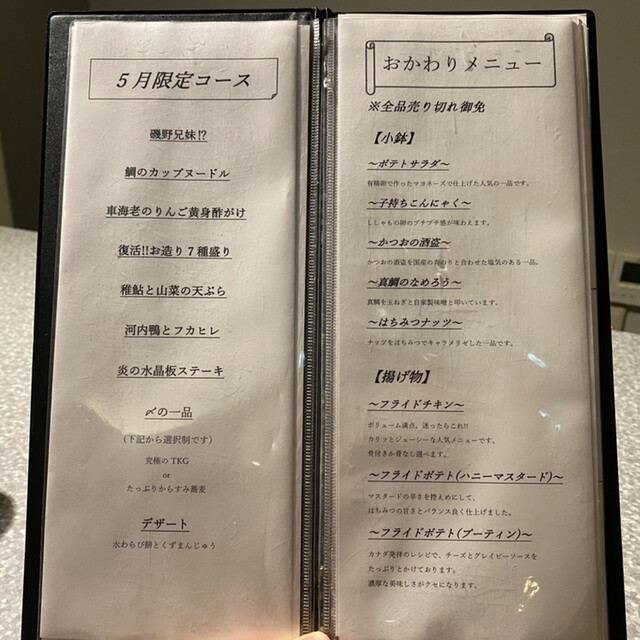 5月限定コース
磯野兄妹!?
鯛のカップヌードル
車海老のりんご黄身酢がけ
復活!!お造り7種盛り
稚鮎と山菜の天ぷら
河内鴨とフカヒレ
炎の水晶板ステーキ
〆の一品
(下記から選択制です)
究極のTKG
or
たっぷりからすみ蕎麦
デザート
水わらび餅とくずまんじゅう
おかわりメニュー
※全品売り切れ御免
【小鉢】
～ポテトサラダ～
有精卵で作ったマヨネーズで仕上げた人気の一品です。
～子持ちこんにゃく～
ししゃもの卵のプチプチ感が味わえます。
～かつおの酒盗～
かつおの酒盗を国産の青のりと合わせた塩気のある一品。
～真鯛のなめろう～
真鯛を玉ねぎと自家製味噌と叩いています。
～はちみつナッツ～
ナッツをはちみつでキャラメリゼした一品です。
【揚げ物】
～フライドチキン～
ボリューム満点。迷ったらこれ!!
カリッとジューシーな人気メニューです。
骨付きか骨なし選べます。
～フライドポテト(ハニーマスタード)～
マスタードの辛さを控えめにして、
はちみつの甘さとバランス良く仕上げました。
～フライドポテト(プーティン)～
カナダ発祥のレシピで、チーズとグレイビーソースを
たっぷりとかけております。
濃厚な美味しさがクセになります。